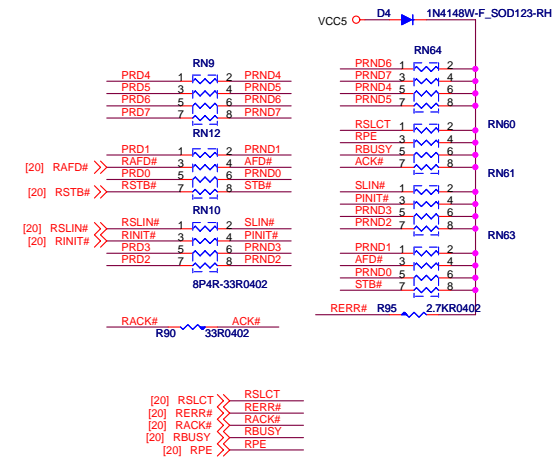 VCC5 D4 1N4148W-F_SOD123-RH
RN9
PRD4 1 2 PRND4
PRD5 3 4 PRND5
PRD6 5 6 PRND6
PRD7 7 8 PRND7
RN12
PRD1 1 2 PRND1
[20] RAFD# RAFD# 3 4 AFD#
PRD0 5 6 PRND0
[20] RSTB# RSTB# 7 8 STB#
RN10
[20] RSLIN# RSLIN# 1 2 SLIN#
[20] RINIT# RINIT# 3 4 PINIT#
PRD3 5 6 PRND3
PRD2 7 8 PRND2
8P4R-33R0402
RACK# ACK#
R90 33R0402
RN64
PRND6 1 2
PRND7 3 4
PRND4 5 6
PRND5 7 8
RN60
RSLCT 1 2
RPE 3 4
RBUSY 5 6
ACK# 7 8
RN61
SLIN# 1 2
PINIT# 3 4
PRND3 5 6
PRND2 7 8
RN63
PRND1 1 2
AFD# 3 4
PRND0 5 6
STB# 7 8
RERR# R95 2.7KR0402
[20] RSLCT RSLCT
[20] RERR# RERR#
[20] RACK# RACK#
[20] RBUSY RBUSY
[20] RPE RPE